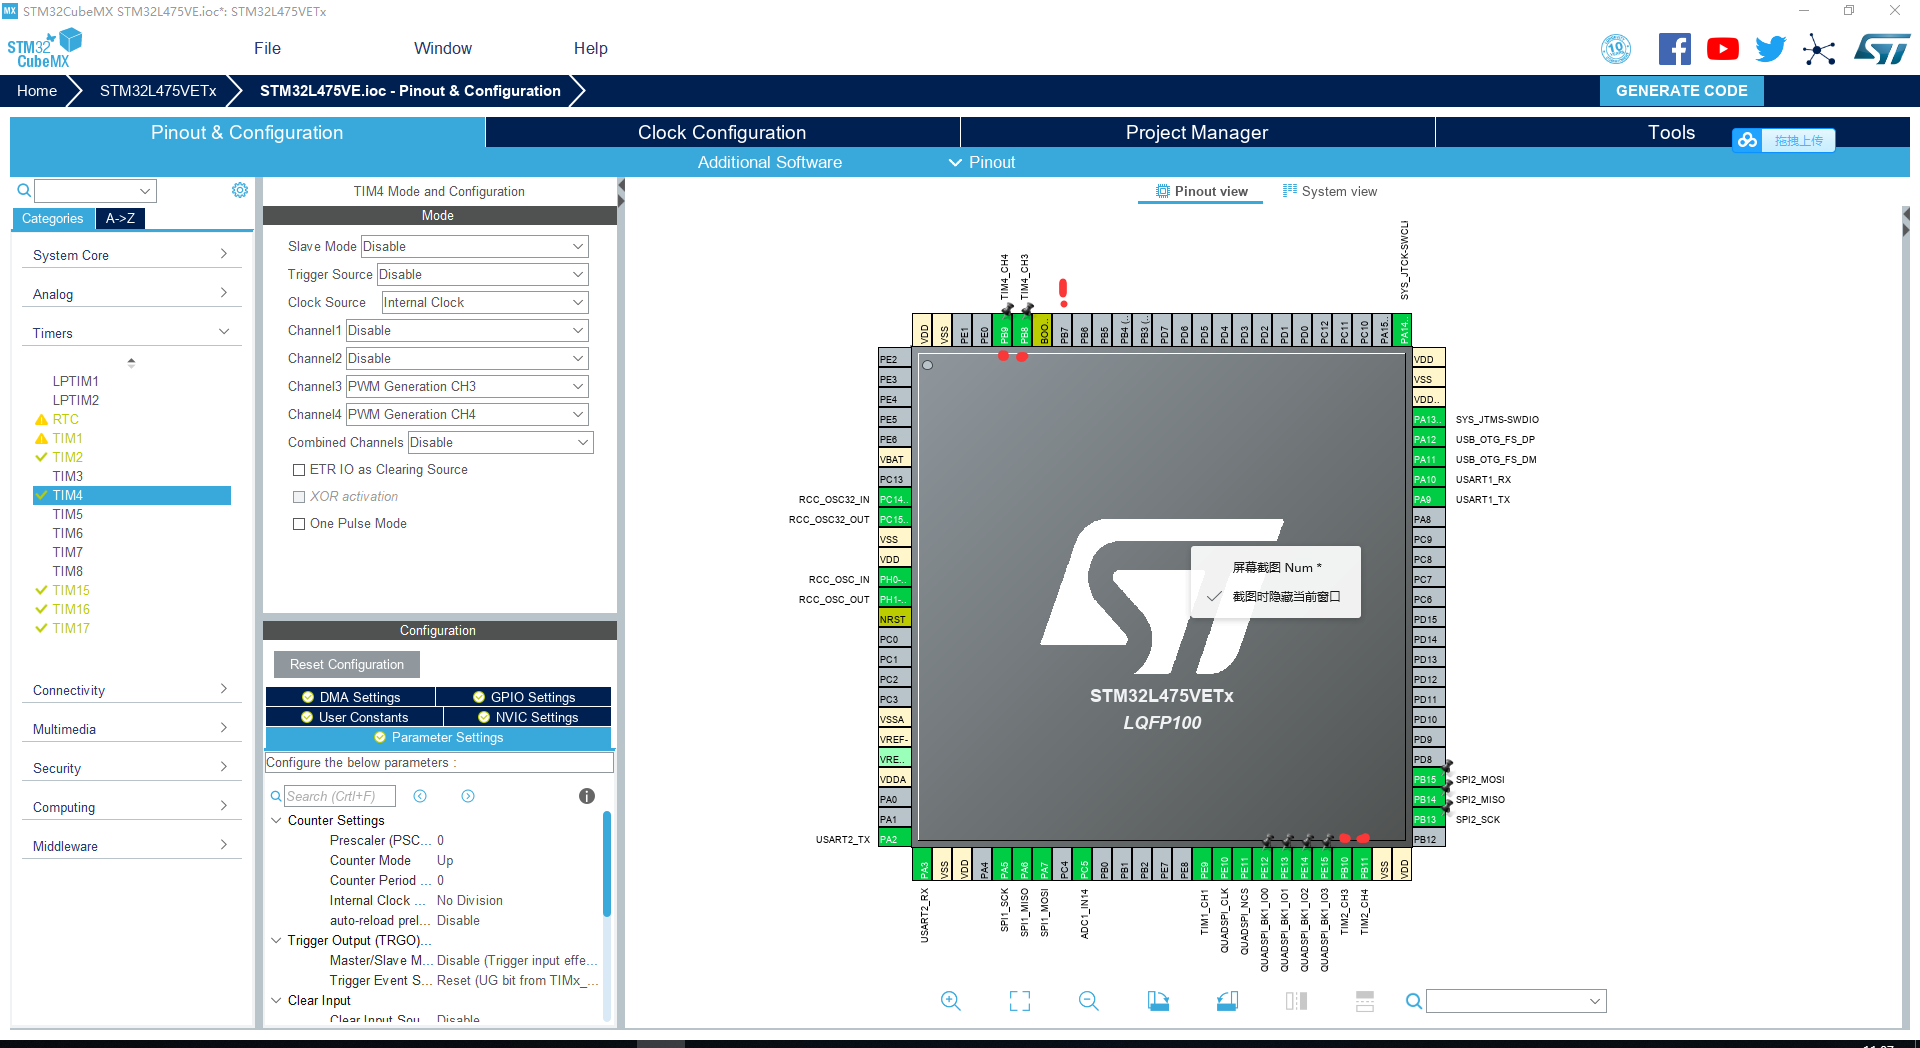 MX STM32CubeMX STM32L475VE.ioc*: STM32L475VETx
STM32 CubeMX
File
Window
Help
10
Home
STM32L475VETx
STM32L475VE.ioc - Pinout & Configuration
GENERATE CODE
Pinout & Configuration
Clock Configuration
Project Manager
Tools
拖拽上传
Additional Software
Pinout
Categories
A->Z
System Core
Analog
Timers
LPTIM1
LPTIM2
RTC
TIM1
TIM2
TIM3
TIM4
TIM5
TIM6
TIM7
TIM8
TIM15
TIM16
TIM17
Connectivity
Multimedia
Security
Computing
Middleware
TIM4 Mode and Configuration
Mode
Slave Mode Disable
Trigger Source Disable
Clock Source Internal Clock
Channel1 Disable
Channel2 Disable
Channel3 PWM Generation CH3
Channel4 PWM Generation CH4
Combined Channels Disable
ETR IO as Clearing Source
XOR activation
One Pulse Mode
Configuration
Reset Configuration
DMA Settings
GPIO Settings
User Constants
NVIC Settings
Parameter Settings
Configure the below parameters :
Search (Crtl+F)
Counter Settings
Prescaler (PSC... 0
Counter Mode Up
Counter Period ... 0
Internal Clock ... No Division
auto-reload prel... Disable
Trigger Output (TRGO)...
Master/Slave M... Disable (Trigger input effe...
Trigger Event S... Reset (UG bit from TIMx_...
Clear Input
Clear Input Sou... Disable
Pinout view
System view
TIM4_CH4
TIM4_CH3
SYS_JTCK-SWCLK
VDD
VSS
PE1
PE0
PB9
PB8
BOO..
PB7
PB6
PB5
PB4 (..
PB3 (..
PD7
PD6
PD5
PD4
PD3
PD2
PD1
PD0
PC12
PC11
PC10
PA15..
PA14..
PE2
PE3
PE4
PE5
PE6
VBAT
PC13
RCC_OSC32_IN PC14..
RCC_OSC32_OUT PC15..
VSS
VDD
RCC_OSC_IN PH0-..
RCC_OSC_OUT PH1-..
NRST
PC0
PC1
PC2
PC3
VSSA
VREF-
VRE..
VDDA
PA0
PA1
USART2_TX PA2
VDD
VSS
VDD..
PA13.. SYS_JTMS-SWDIO
PA12 USB_OTG_FS_DP
PA11 USB_OTG_FS_DM
PA10 USART1_RX
PA9 USART1_TX
PA8
PC9
PC8
PC7
PC6
PD15
PD14
PD13
PD12
PD11
PD10
PD9
PD8
PB15 SPI2_MOSI
PB14 SPI2_MISO
PB13 SPI2_SCK
PB12
屏幕截图 Num *
截图时隐藏当前窗口
STM32L475VETx
LQFP100
PA3
VSS
VDD
PA4
PA5
PA6
PA7
PC4
PC5
PB0
PB1
PB2
PE7
PE8
PE9
PE10
PE11
PE12
PE13
PE14
PE15
PB10
PB11
VSS
VDD
USART2_RX
SPI1_SCK
SPI1_MISO
SPI1_MOSI
ADC1_IN14
TIM1_CH1
QUADSPI_CLK
QUADSPI_NCS
QUADSPI_BK1_IO0
QUADSPI_BK1_IO1
QUADSPI_BK1_IO2
QUADSPI_BK1_IO3
TIM2_CH3
TIM2_CH4